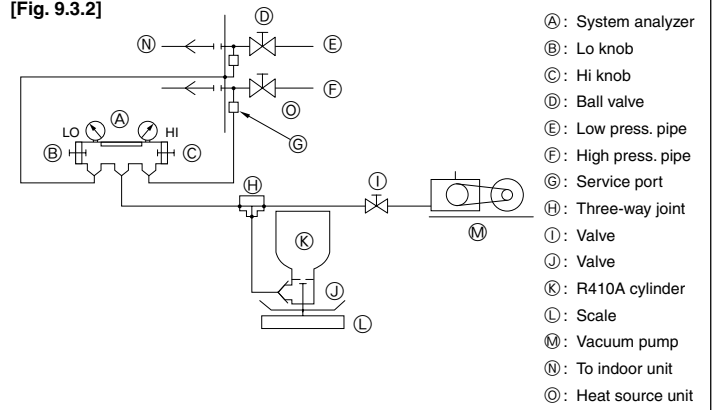 [Fig. 9.3.2]
Ⓓ
Ⓝ
Ⓔ
Ⓕ
Ⓞ
Ⓐ
LO
HI
Ⓑ
Ⓒ
Ⓖ
Ⓗ
Ⓘ
Ⓚ
Ⓜ
Ⓙ
Ⓛ
Ⓐ: System analyzer
Ⓑ: Lo knob
Ⓒ: Hi knob
Ⓓ: Ball valve
Ⓔ: Low press. pipe
Ⓕ: High press. pipe
Ⓖ: Service port
Ⓗ: Three-way joint
Ⓘ: Valve
Ⓙ: Valve
Ⓚ: R410A cylinder
Ⓛ: Scale
Ⓜ: Vacuum pump
Ⓝ: To indoor unit
Ⓞ: Heat source unit